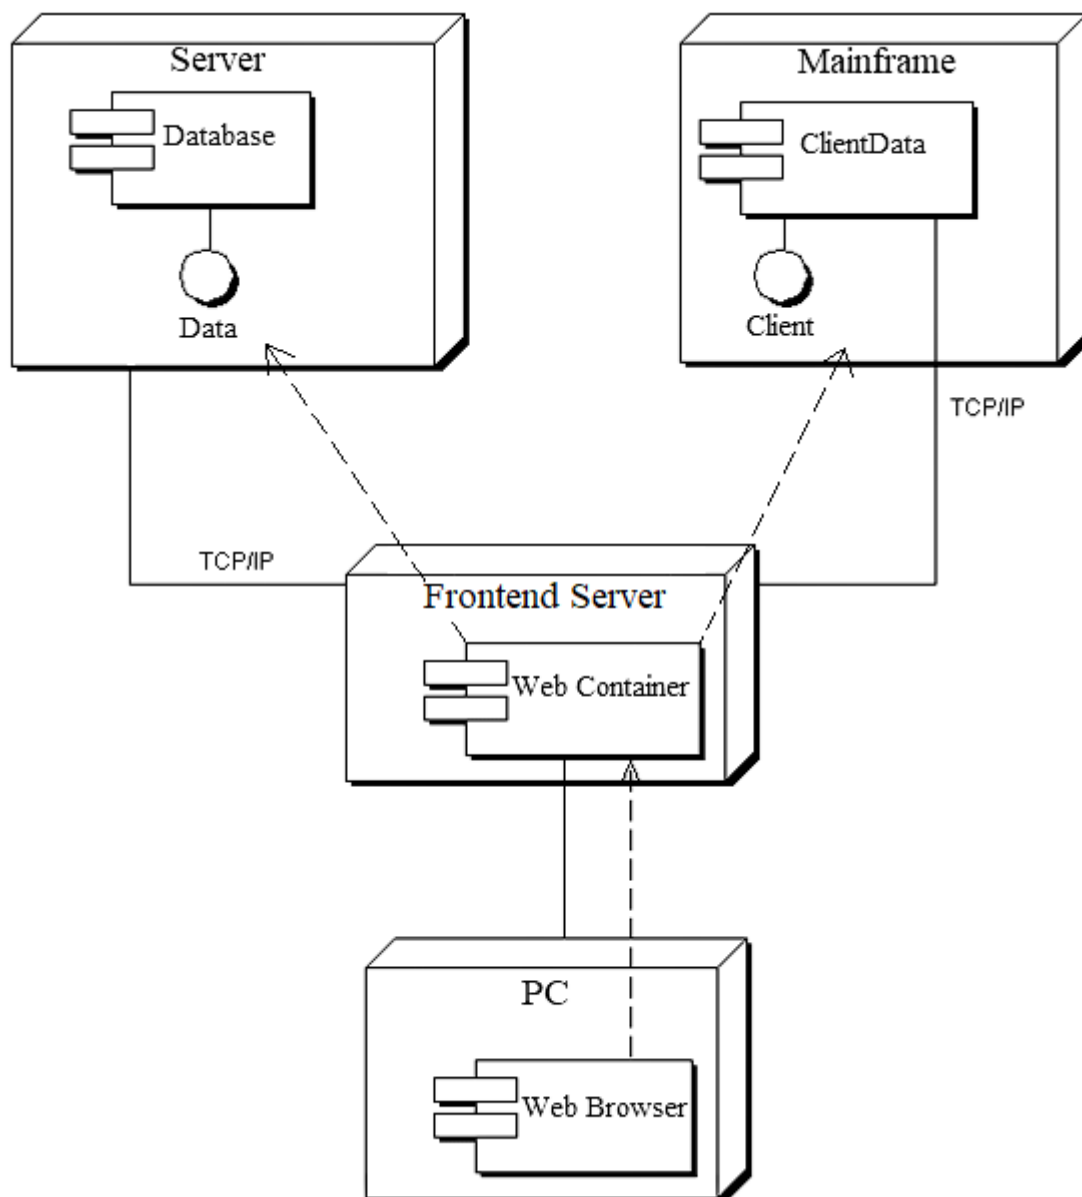 Server
Mainframe
Database
ClientData
Data
Client
TCP/IP
TCP/IP
Frontend Server
Web Container
PC
Web Browser